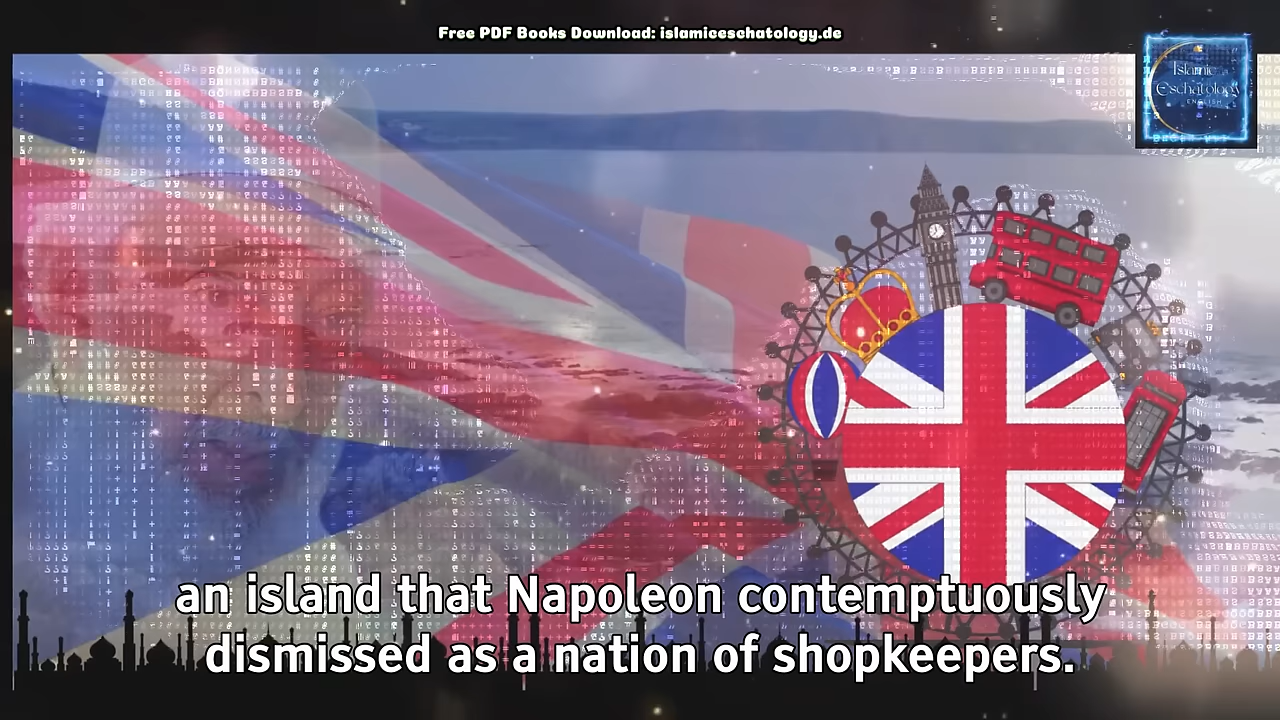 Free PDF Books Download: islamiceschatology.de
Islamic
Eschatology
ENGLISH
an island that Napoleon contemptuously
dismissed as a nation of shopkeepers.